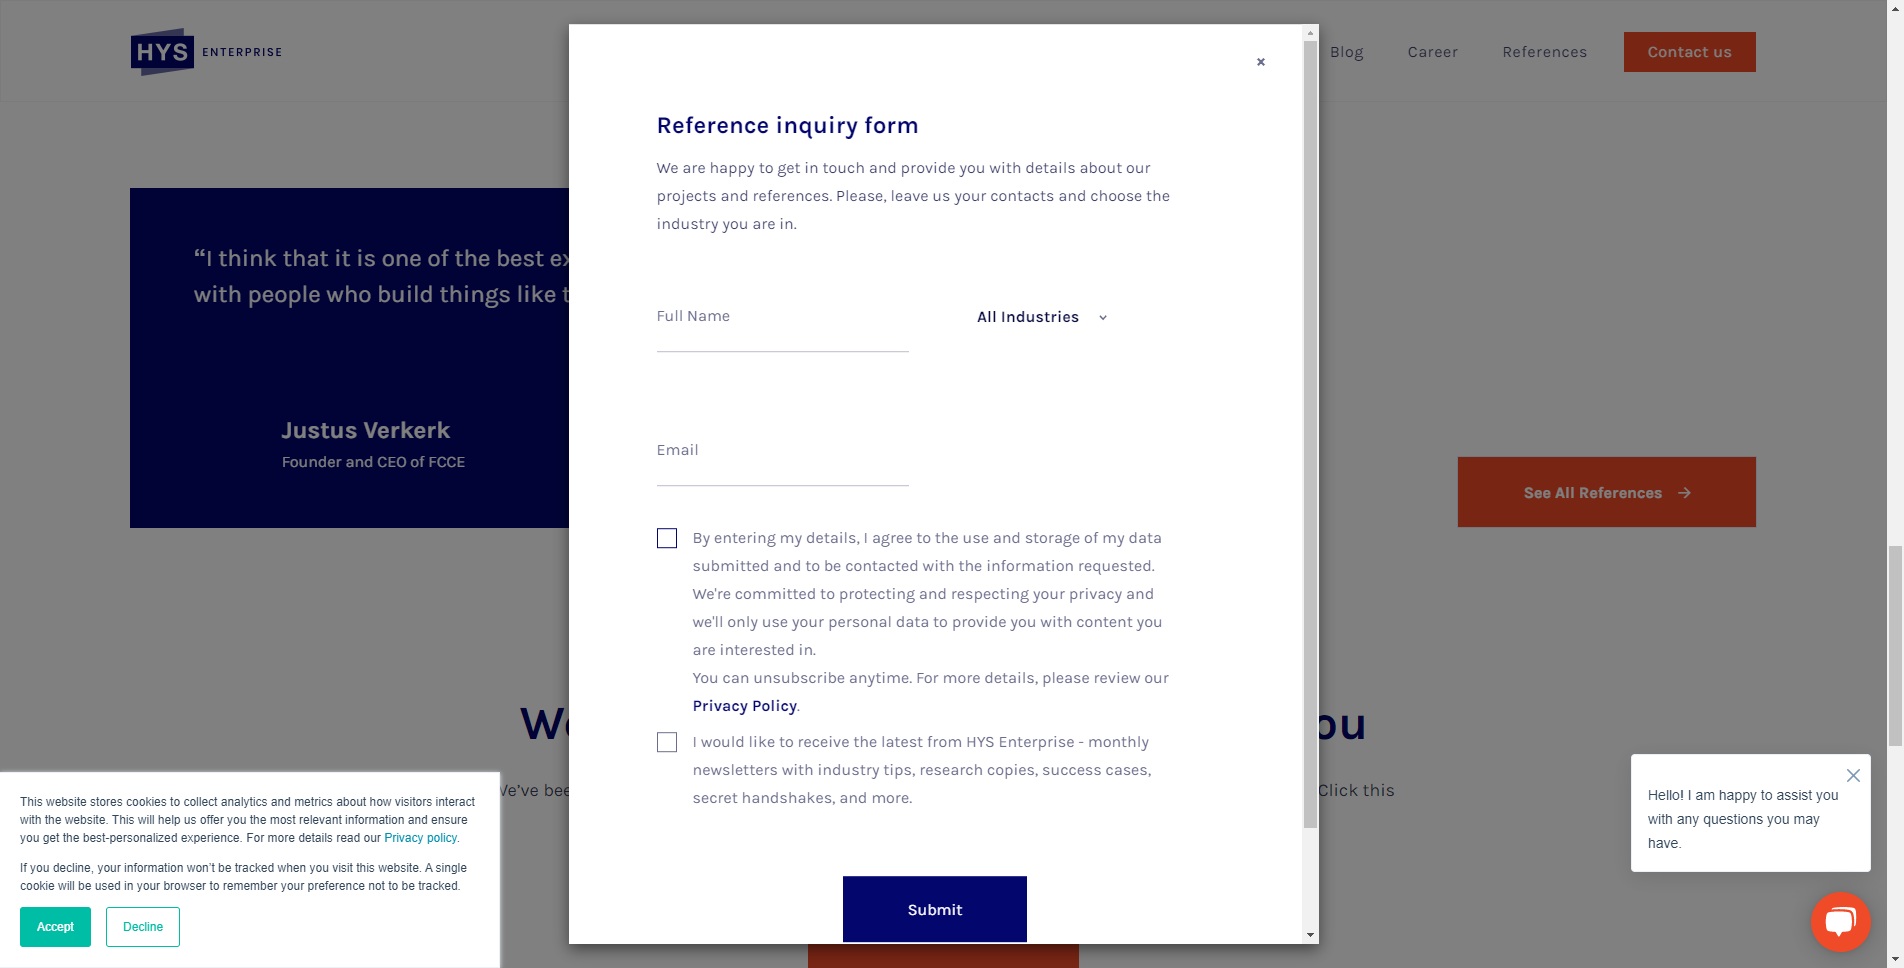 HYS ENTERPRISE
Blog
Career
References
Contact us
×
Reference inquiry form
We are happy to get in touch and provide you with details about our
projects and references. Please, leave us your contacts and choose the
industry you are in.
“I think that it is one of the best
with people who build things like
Justus Verkerk
Founder and CEO of FCCE
Full Name
All Industries
Email
See All References →
By entering my details, I agree to the use and storage of my data
submitted and to be contacted with the information requested.
We're committed to protecting and respecting your privacy and
we'll only use your personal data to provide you with content you
are interested in.
You can unsubscribe anytime. For more details, please review our
Privacy Policy.
I would like to receive the latest from HYS Enterprise - monthly
newsletters with industry tips, research copies, success cases,
secret handshakes, and more.
Submit
Click this
This website stores cookies to collect analytics and metrics about how visitors interact
with the website. This will help us offer you the most relevant information and ensure
you get the best-personalized experience. For more details read our Privacy policy.
If you decline, your information won’t be tracked when you visit this website. A single
cookie will be used in your browser to remember your preference not to be tracked.
Accept
Decline
Hello! I am happy to assist you
with any questions you may
have.